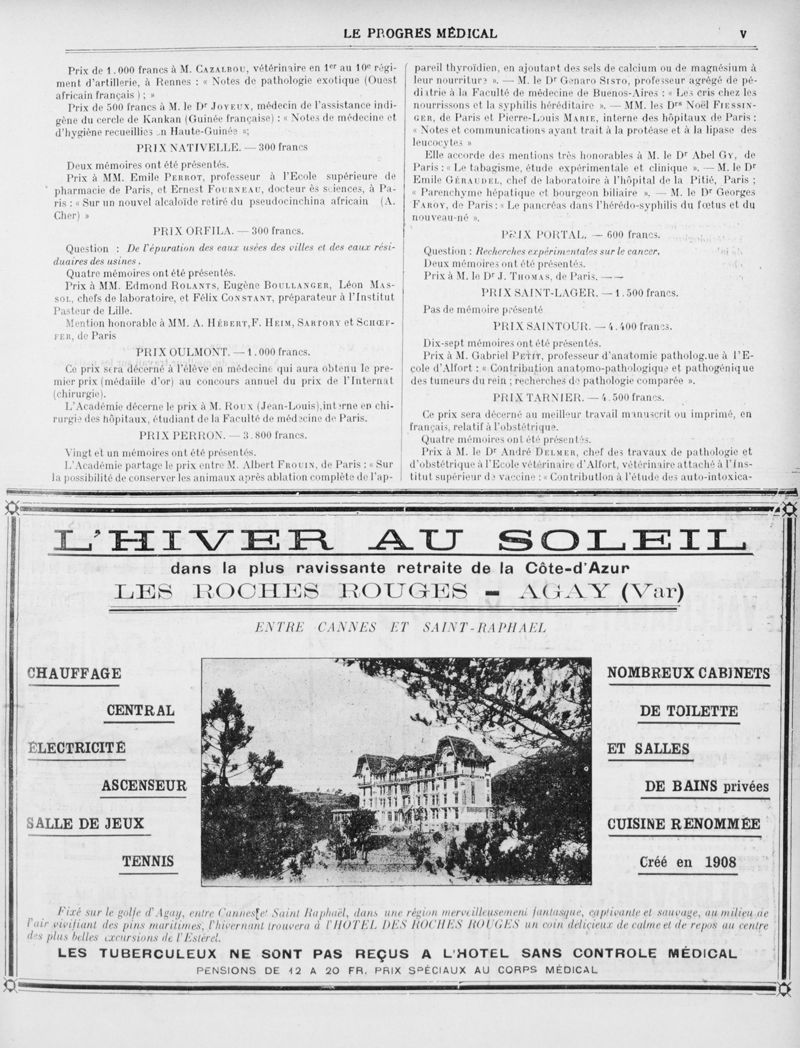 LE PROGRÈS MÉDICAL
V
Prix de 1.000 francs à M. CAZALBOU, vétérinaire en 1er au 10e régi-
ment d'artillerie, à Rennes : « Notes de pathologie exotique (Ouest
africain français) ; »
Prix de 500 francs à M. le Dr JOYEUX, médecin de l'assistance indi-
gène du cercle de Kankan (Guinée française) : « Notes de médecine et
d'hygiène recueillies en Haute-Guinée »;
PRIX NATIVELLE. — 300 francs
Deux mémoires ont été présentés.
Prix à MM. Emile PERROT, professeur à l'Ecole supérieure de
pharmacie de Paris, et Ernest FOURNEAU, docteur ès sciences, à Pa-
ris : « Sur un nouvel alcaloïde retiré du pseudocinchina africain (A.
Cher) »
PRIX ORFILA. — 300 francs.
Question : De l'épuration des eaux usées des villes et des eaux rési-
duaires des usines.
Quatre mémoires ont été présentés.
Prix à MM. Edmond ROLANTS, Eugène BOULLANGER, Léon MAS-
SOL, chefs de laboratoire, et Félix CONSTANT, préparateur à l'Institut
Pasteur de Lille.
Mention honorable à MM. A. HÉBERT,F. HEIM, SARTORY et SCHŒF-
FER, de Paris
PRIX OULMONT. — 1.000 francs.
Ce prix sera décerné à l'élève en médecine qui aura obtenu le pre-
mier prix (médaille d'or) au concours annuel du prix de l'Internat
(chirurgie).
L'Académie décerne le prix à M. ROUX (Jean-Louis),interne en chi-
rurgie des hôpitaux, étudiant de la Faculté de médecine de Paris.
PRIX PERRON. — 3.800 francs.
Vingt et un mémoires ont été présentés.
L'Académie partage le prix entre M. Albert FROUIN, de Paris : « Sur
la possibilité de conserver les animaux après ablation complète de l'ap-
pareil thyroïdien, en ajoutant des sels de calcium ou de magnésium à
leur nourriture ». — M. le Dr Genaro SISTO, professeur agrégé de pé-
diatrie à la Faculté de médecine de Buenos-Aires : « Les cris chez les
nourrissons et la syphilis héréditaire ». — MM. les Drs Noël FIESSIN-
GER, de Paris et Pierre-Louis MARIE, interne des hôpitaux de Paris :
« Notes et communications ayant trait à la protéase et à la lipase des
leucocytes »
Elle accorde des mentions très honorables à M. le Dr Abel GY, de
Paris : « Le tabagisme, étude expérimentale et clinique ». — M. le Dr
Emile GÉRAUDEL, chef de laboratoire à l'hôpital de la Pitié, Paris ;
« Parenchyme hépatique et bourgeon biliaire ». — M. le Dr Georges
FAROY, de Paris : « Le pancréas dans l'hérédo-syphilis du fœtus et du
nouveau-né ».
PRIX PORTAL. — 600 francs.
Question : Recherches expérimentales sur le cancer.
Deux mémoires ont été présentés.
Prix à M. le Dr J. THOMAS, de Paris. — —
PRIX SAINT-LAGER. — 1.500 francs.
Pas de mémoire présenté
PRIX SAINTOUR. — 4.400 francs.
Dix-sept mémoires ont été présentés.
Prix à M. Gabriel PETIT, professeur d'anatomie patholog.ue à l'E-
cole d'Alfort : « Contribution anatomo-pathologique et pathogénique
des tumeurs du rein ; recherches de pathologie comparée ».
PRIX TARNIER. — 4.500 francs.
Ce prix sera décerné au meilleur travail manuscrit ou imprimé, en
français, relatif à l'obstétrique.
Quatre mémoires ont été présentés.
Prix à M. le Dr André DELMER, chef des travaux de pathologie et
d'obstétrique à l'Ecole vétérinaire d'Alfort, vétérinaire attaché à l'Ins-
titut supérieur de vaccine : « Contribution à l'étude des auto-intoxica-
L'HIVER AU SOLEIL
dans la plus ravissante retraite de la Côte-d'Azur
LES ROCHES ROUGES — AGAY (Var)
ENTRE CANNES ET SAINT-RAPHAEL
CHAUFFAGE
CENTRAL
ÉLECTRICITÉ
ASCENSEUR
SALLE DE JEUX
TENNIS
NOMBREUX CABINETS
DE TOILETTE
ET SALLES
DE BAINS privées
CUISINE RENOMMÉE
Créé en 1908
Fixé sur le golfe d'Agay, entre Cannes et Saint Raphaël, dans une région merveilleusement fantasque, captivante et sauvage, au milieu de
l'air vivifiant des pins maritimes, l'hivernant trouvera à l'HOTEL DES ROCHES ROUGES un coin délicieux de calme et de repos au centre
des plus belles excursions de l'Estérel.
LES TUBERCULEUX NE SONT PAS REÇUS A L'HOTEL SANS CONTROLE MÉDICAL
PENSIONS DE 12 A 20 FR. PRIX SPÉCIAUX AU CORPS MÉDICAL